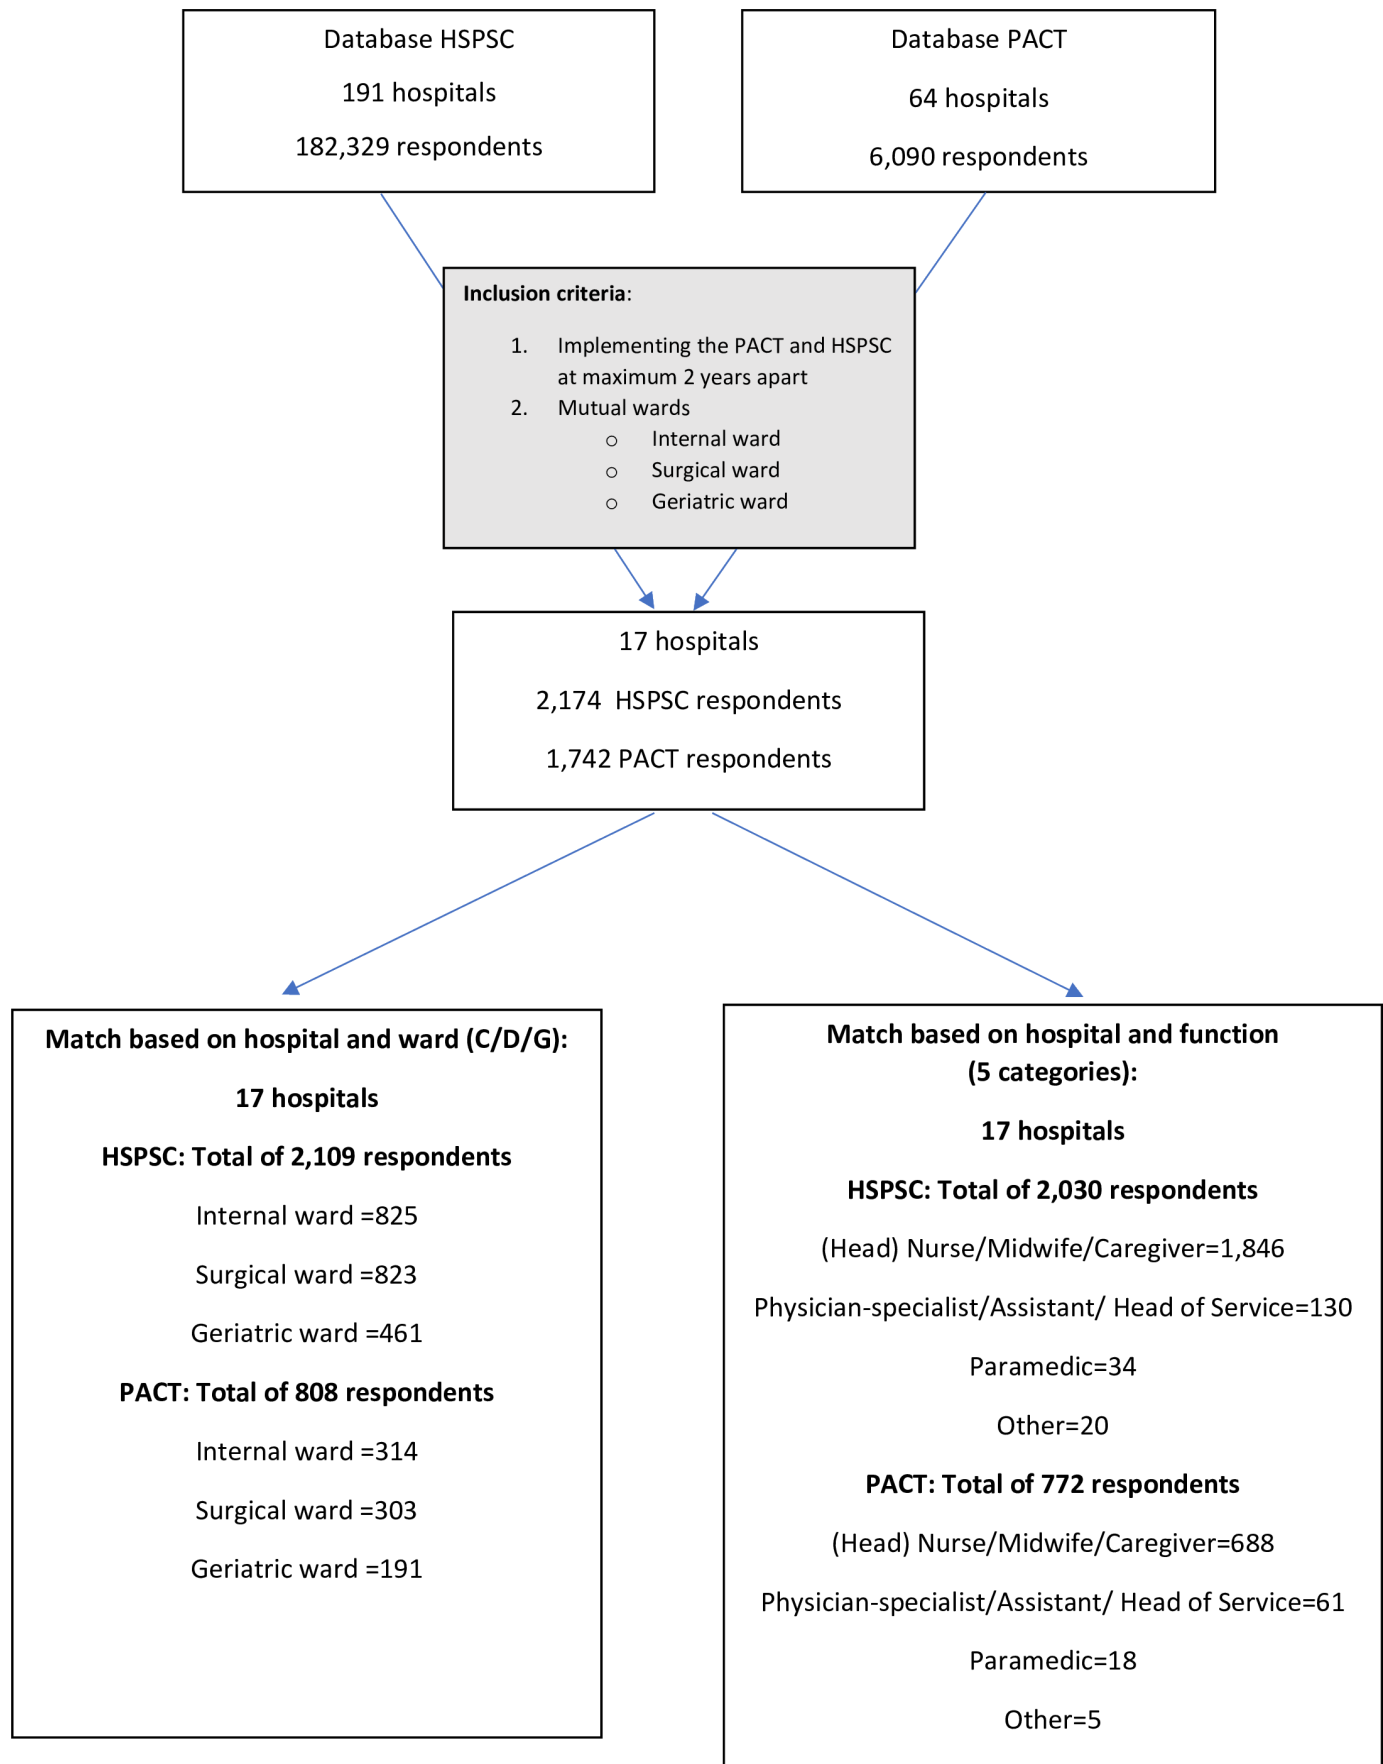 Database HSPSC
191 hospitals
182,329 respondents
Database PACT
64 hospitals
6,090 respondents
Inclusion criteria:
1. Implementing the PACT and HSPSC
at maximum 2 years apart
2. Mutual wards
o Internal ward
o Surgical ward
o Geriatric ward
17 hospitals
2,174 HSPSC respondents
1,742 PACT respondents
Match based on hospital and ward (C/D/G):
17 hospitals
HSPSC: Total of 2,109 respondents
Internal ward =825
Surgical ward =823
Geriatric ward =461
PACT: Total of 808 respondents
Internal ward =314
Surgical ward =303
Geriatric ward =191
Match based on hospital and function
(5 categories):
17 hospitals
HSPSC: Total of 2,030 respondents
(Head) Nurse/Midwife/Caregiver=1,846
Physician-specialist/Assistant/ Head of Service=130
Paramedic=34
Other=20
PACT: Total of 772 respondents
(Head) Nurse/Midwife/Caregiver=688
Physician-specialist/Assistant/ Head of Service=61
Paramedic=18
Other=5